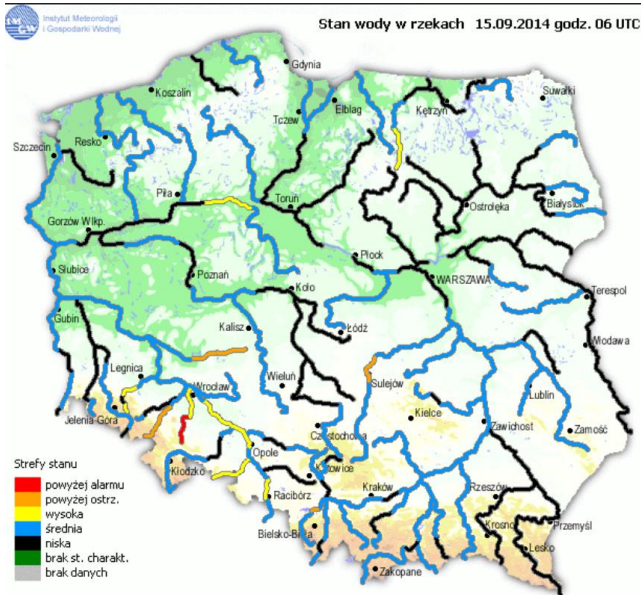 Instytut Meteorologii
i Gospodarki Wodnej
IMGW
Stan wody w rzekach 15.09.2014 godz. 06 UTC
Gdynia
Koszalin
Suwałki
Elbląg
Kętrzyn
Tczew
Resko
Szczecin
Piła
Toruń
Ostrołęka
Białystok
Gorzów Wlkp.
Płock
Słubice
Poznań
WARSZAWA
Koło
Terespol
Gubin
Kalisz
Łódź
Włodawa
Legnica
Wieluń
Sulejów
Wrocław
Lublin
Jelenia-Góra
Kielce
Zawichost
Zamość
Częstochowa
Opole
Kłodzko
Katowice
Racibórz
Kraków
Rzeszów
Bielsko-Biała
Krosno
Przemyśl
Lesko
Zakopane
Strefy stanu
powyżej alarmu
powyżej ostrz.
wysoka
średnia
niska
brak st. charakt.
brak danych